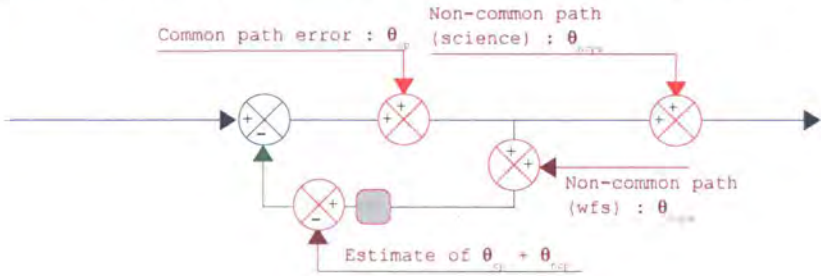 Non-common path
Common path error : θ
(science) : θ
+
+
+
+
+
+
-
+
+
Non-common path
(wfs) : θ
+
-
Estimate of θ + θ